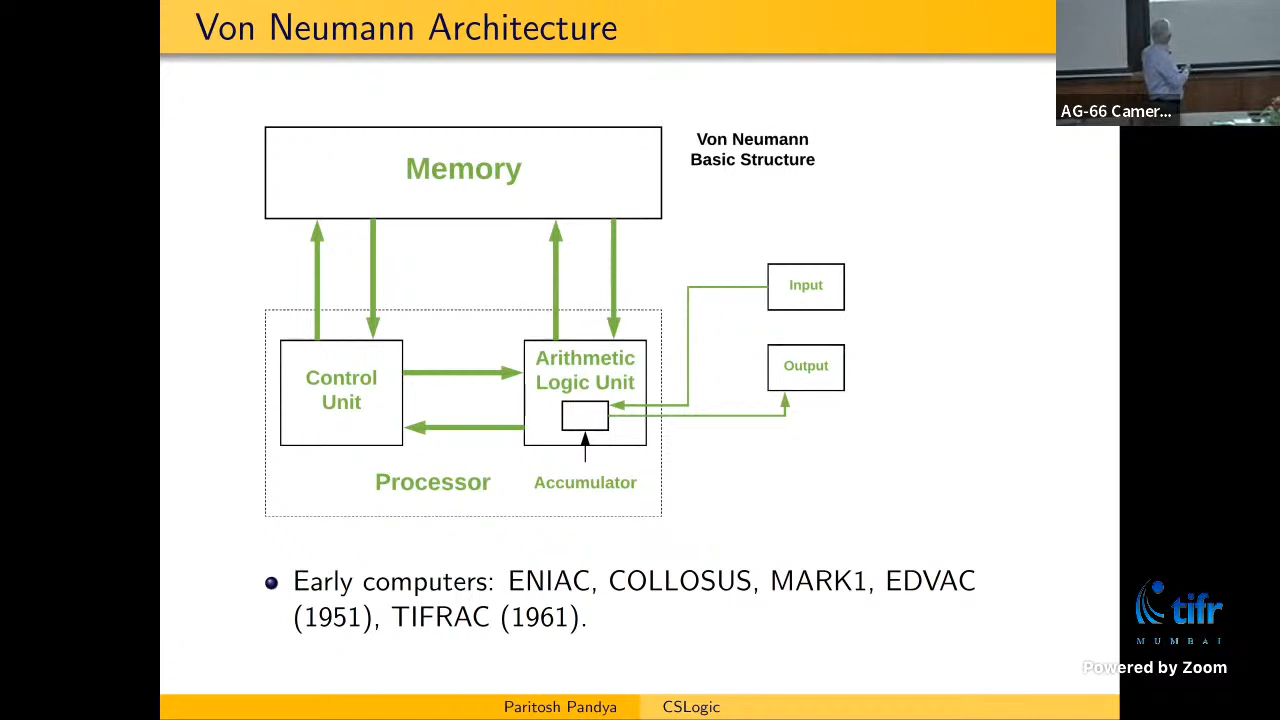 Von Neumann Architecture
AG-66 Camer...
Memory
Von Neumann
Basic Structure
Input
Output
Control
Unit
Arithmetic
Logic Unit
Processor
Accumulator
Early computers: ENIAC, COLLOSUS, MARK1, EDVAC
(1951), TIFRAC (1961).
tifr
MUMBAI
Powered by Zoom
Paritosh Pandya
CSLogic